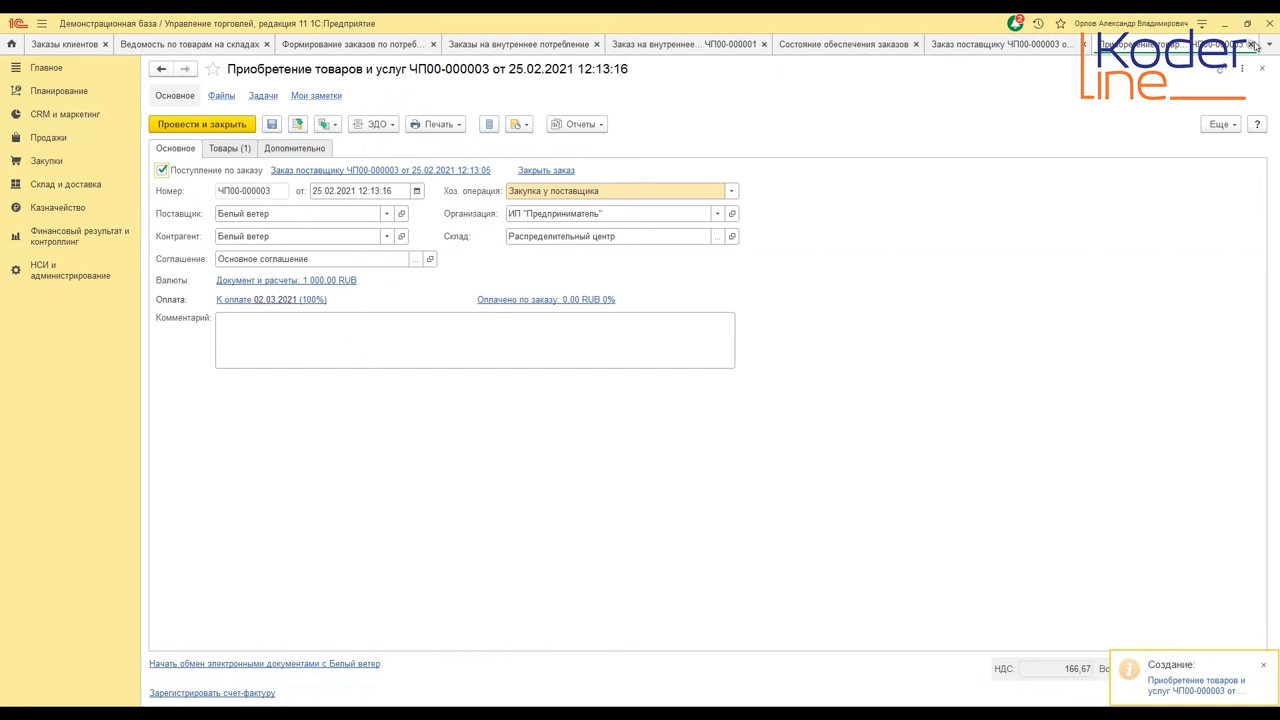 1С Демонстрационная база / Управление торговлей, редакция 11 1С:Предприятие
2 Орлов Александр Владимирович
Заказы клиентов
Ведомость по товарам на складах
Формирование заказов по потреб...
Заказы на внутреннее потребление
Заказ на внутреннее... ЧП00-000001
Состояние обеспечения заказов
Заказ поставщику ЧП00-000003 о...
Koder
line
Главное
Планирование
CRM и маркетинг
Продажи
Закупки
Склад и доставка
Казначейство
Финансовый результат и
контроллинг
НСИ и
администрирование
Приобретение товаров и услуг ЧП00-000003 от 25.02.2021 12:13:16
Основное Файлы Задачи Мои заметки
Провести и закрыть ЭДО Печать Отчеты Еще ?
Основное Товары (1) Дополнительно
Поступление по заказу Заказ поставщику ЧП00-000003 от 25.02.2021 12:13:05 Закрыть заказ
Номер: ЧП00-000003 от: 25.02.2021 12:13:16 Хоз. операция: Закупка у поставщика
Поставщик: Белый ветер Организация: ИП "Предприниматель"
Контрагент: Белый ветер Склад: Распределительный центр ...
Соглашение: Основное соглашение ...
Валюты: Документ и расчеты: 1 000,00 RUB
Оплата: К оплате 02.03.2021 (100%) Оплачено по заказу: 0,00 RUB 0%
Комментарий:
Начать обмен электронными документами с Белый ветер
НДС: 166,67
Зарегистрировать счет-фактуру
Создание:
Приобретение товаров и
услуг ЧП00-000003 от ...